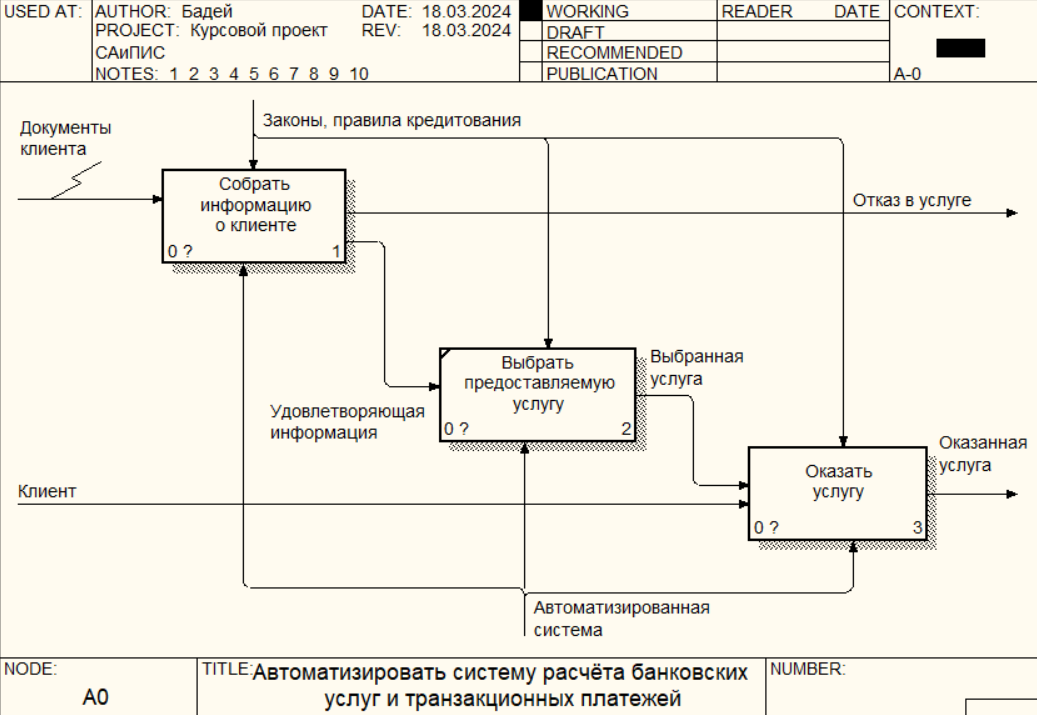 USED AT:
AUTHOR: Бадей
DATE: 18.03.2024
PROJECT: Курсовой проект
REV: 18.03.2024
САиПИС
NOTES: 1 2 3 4 5 6 7 8 9 10
WORKING
DRAFT
RECOMMENDED
PUBLICATION
READER DATE
CONTEXT:
A-0
Законы, правила кредитования
Документы
клиента
Собрать
информацию
о клиенте
0 ? 1
Отказ в услуге
Выбрать
предоставляемую
услугу
0 ? 2
Выбранная
услуга
Удовлетворяющая
информация
Оказать
услугу
0 ? 3
Оказанная
услуга
Клиент
Автоматизированная
система
NODE:
A0
TITLE:
Автоматизировать систему расчёта банковских
услуг и транзакционных платежей
NUMBER: